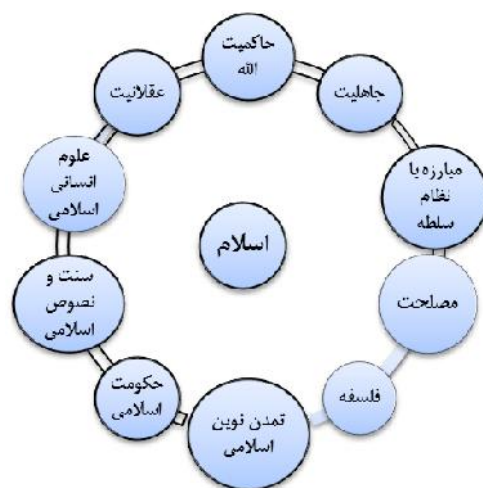 حاکمیت
الله
جاهلیت
مبارزه با
نظام
سلطه
مصلحت
فلسفه
تمدن نوین
اسلامی
حکومت
اسلامی
سنت و
نصوص
اسلامی
علوم
انسانی
اسلامی
عقلانیت
اسلام